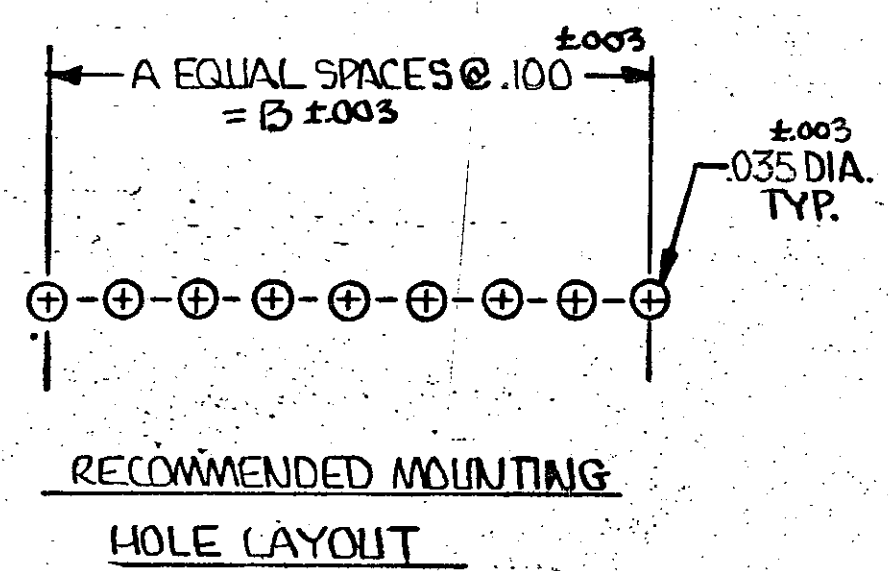 ±.003
A EQUAL SPACES @ .100
= B ±.003
±.003
.035 DIA.
TYP.
RECOMMENDED MOUNTING
HOLE LAYOUT